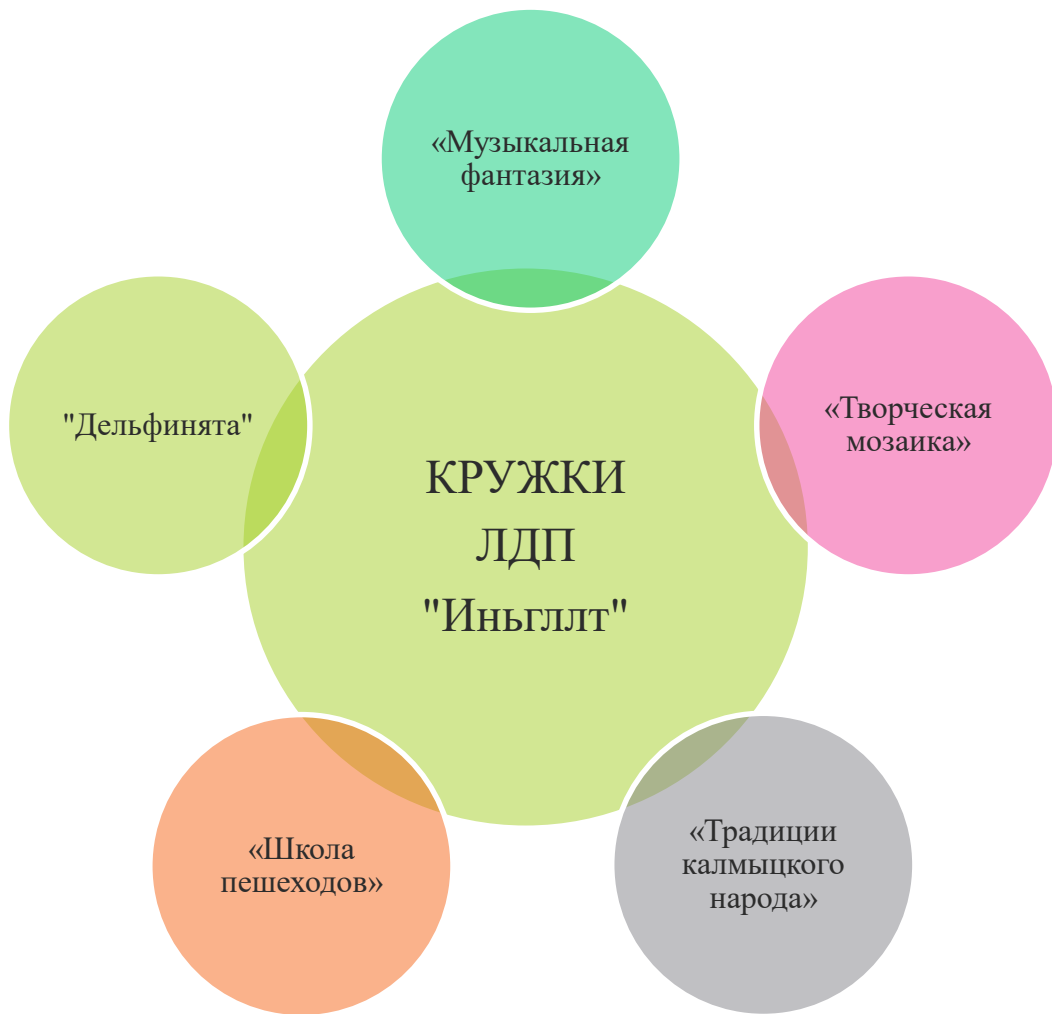 «Музыкальная
фантазия»
"Дельфинята"
«Творческая
мозаика»
КРУЖКИ
ЛДП
"Иньгллт"
«Школа
пешеходов»
«Традиции
калмыцкого
народа»